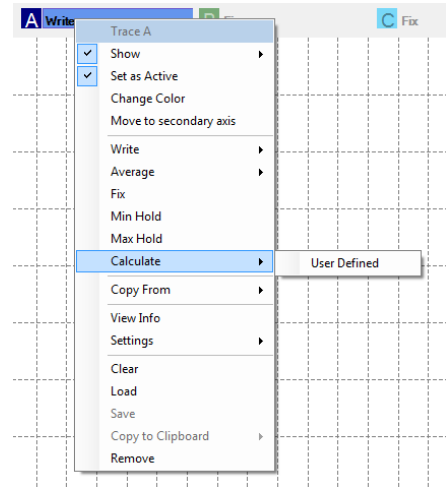 A Write
C Fix
Trace A
Show
Set as Active
Change Color
Move to secondary axis
Write
Average
Fix
Min Hold
Max Hold
Calculate
User Defined
Copy From
View Info
Settings
Clear
Load
Save
Copy to Clipboard
Remove